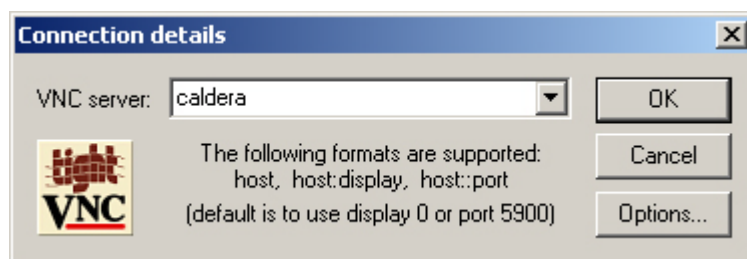 Connection details
VNC server: caldera
OK
tight
VNC
The following formats are supported:
host, host:display, host::port
(default is to use display 0 or port 5900)
Cancel
Options...